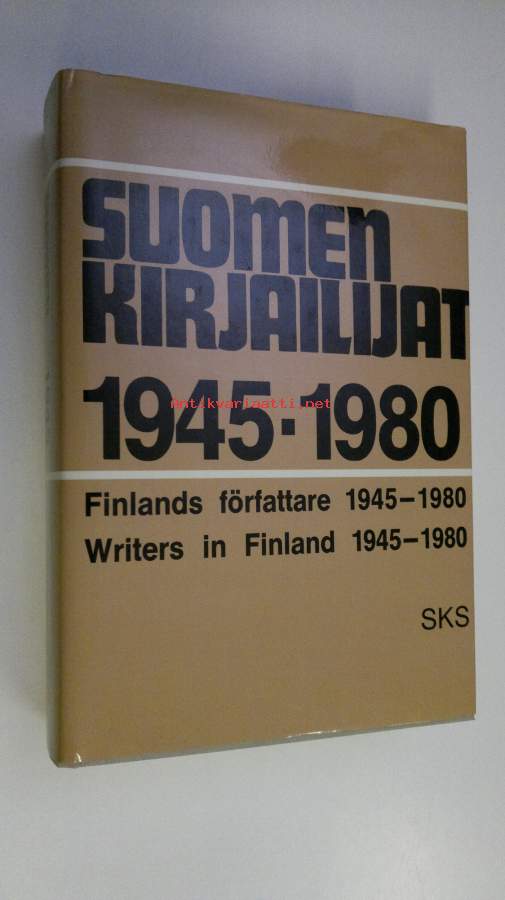 SUOMEN
KIRJAILIJAT
1945·1980
antikvariaatti.net
Finlands författare 1945–1980
Writers in Finland 1945–1980
SKS